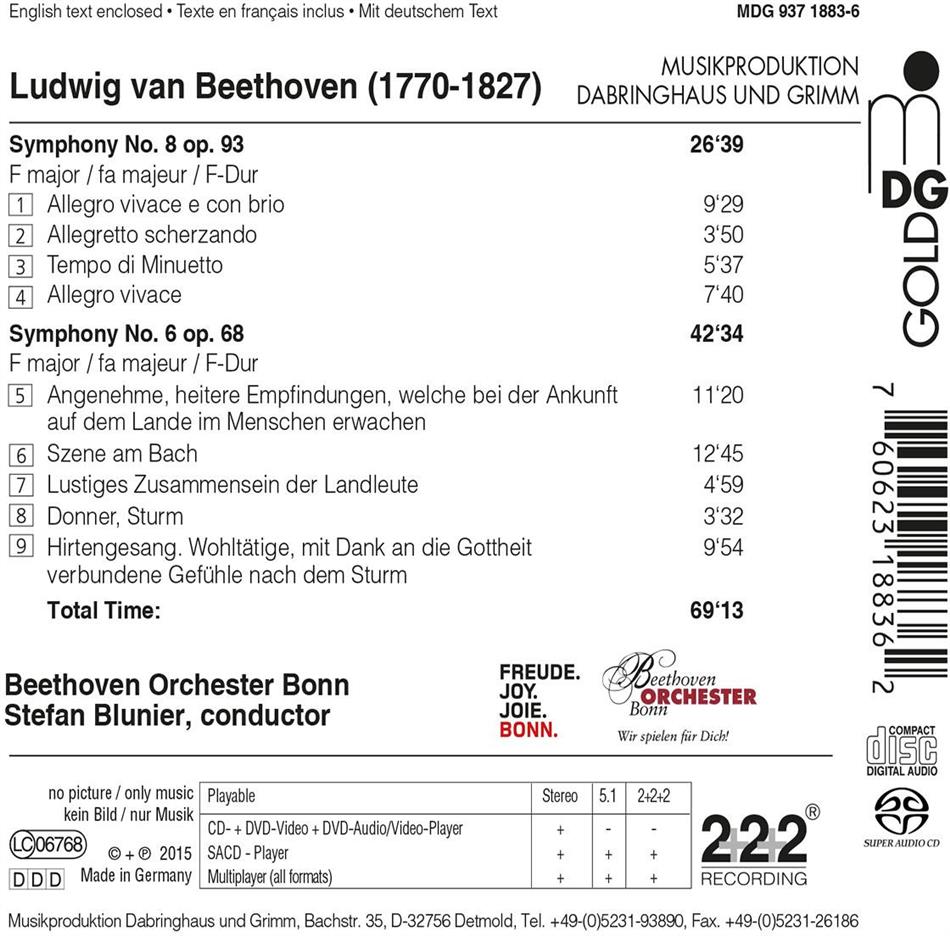 English text enclosed • Texte en français inclus • Mit deutschem Text MDG 937 1883-6
Ludwig van Beethoven (1770-1827)
MUSIKPRODUKTION
DABRINGHAUS UND GRIMM
Symphony No. 8 op. 93 26‘39
F major / fa majeur / F-Dur
1 Allegro vivace e con brio 9‘29
2 Allegretto scherzando 3‘50
3 Tempo di Minuetto 5‘37
4 Allegro vivace 7‘40
Symphony No. 6 op. 68 42‘34
F major / fa majeur / F-Dur
5 Angenehme, heitere Empfindungen, welche bei der Ankunft 11‘20
auf dem Lande im Menschen erwachen
6 Szene am Bach 12‘45
7 Lustiges Zusammensein der Landleute 4‘59
8 Donner, Sturm 3‘32
9 Hirtengesang. Wohltätige, mit Dank an die Gottheit 9‘54
verbundene Gefühle nach dem Sturm
Total Time: 69‘13
Beethoven Orchester Bonn
Stefan Blunier, conductor
FREUDE.
JOY.
JOIE.
BONN.
Beethoven
ORCHESTER
Bonn
Wir spielen für Dich!
mDG
GOLD
7 60623 18836 2
COMPACT
disc
DIGITAL AUDIO
SUPER AUDIO CD
no picture / only music
kein Bild / nur Musik
LC 06768
© + ℗ 2015
DDD Made in Germany
Playable Stereo 5.1 2+2+2
CD- + DVD-Video + DVD-Audio/Video-Player + - -
SACD - Player + + +
Multiplayer (all formats) + + +
2+2+2®
RECORDING
Musikproduktion Dabringhaus und Grimm, Bachstr. 35, D-32756 Detmold, Tel. +49-(0)5231-93890, Fax. +49-(0)5231-26186